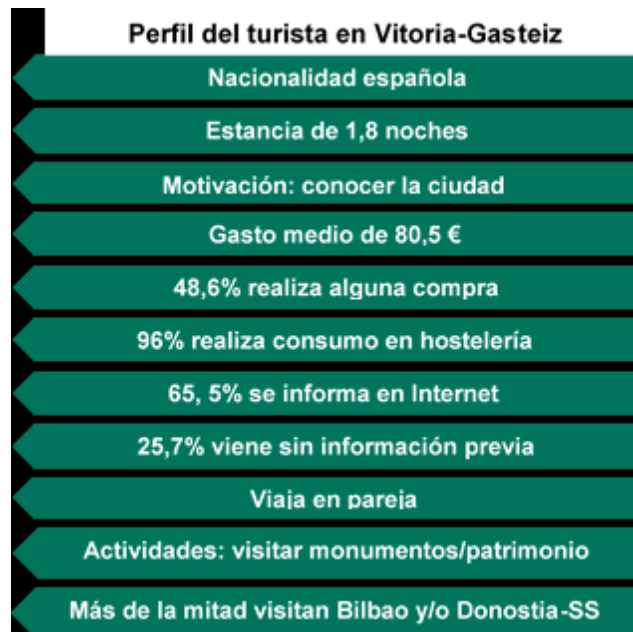 Perfil del turista en Vitoria-Gasteiz
Nacionalidad española
Estancia de 1,8 noches
Motivación: conocer la ciudad
Gasto medio de 80,5 €
48,6% realiza alguna compra
96% realiza consumo en hostelería
65, 5% se informa en Internet
25,7% viene sin información previa
Viaja en pareja
Actividades: visitar monumentos/patrimonio
Más de la mitad visitan Bilbao y/o Donostia-SS